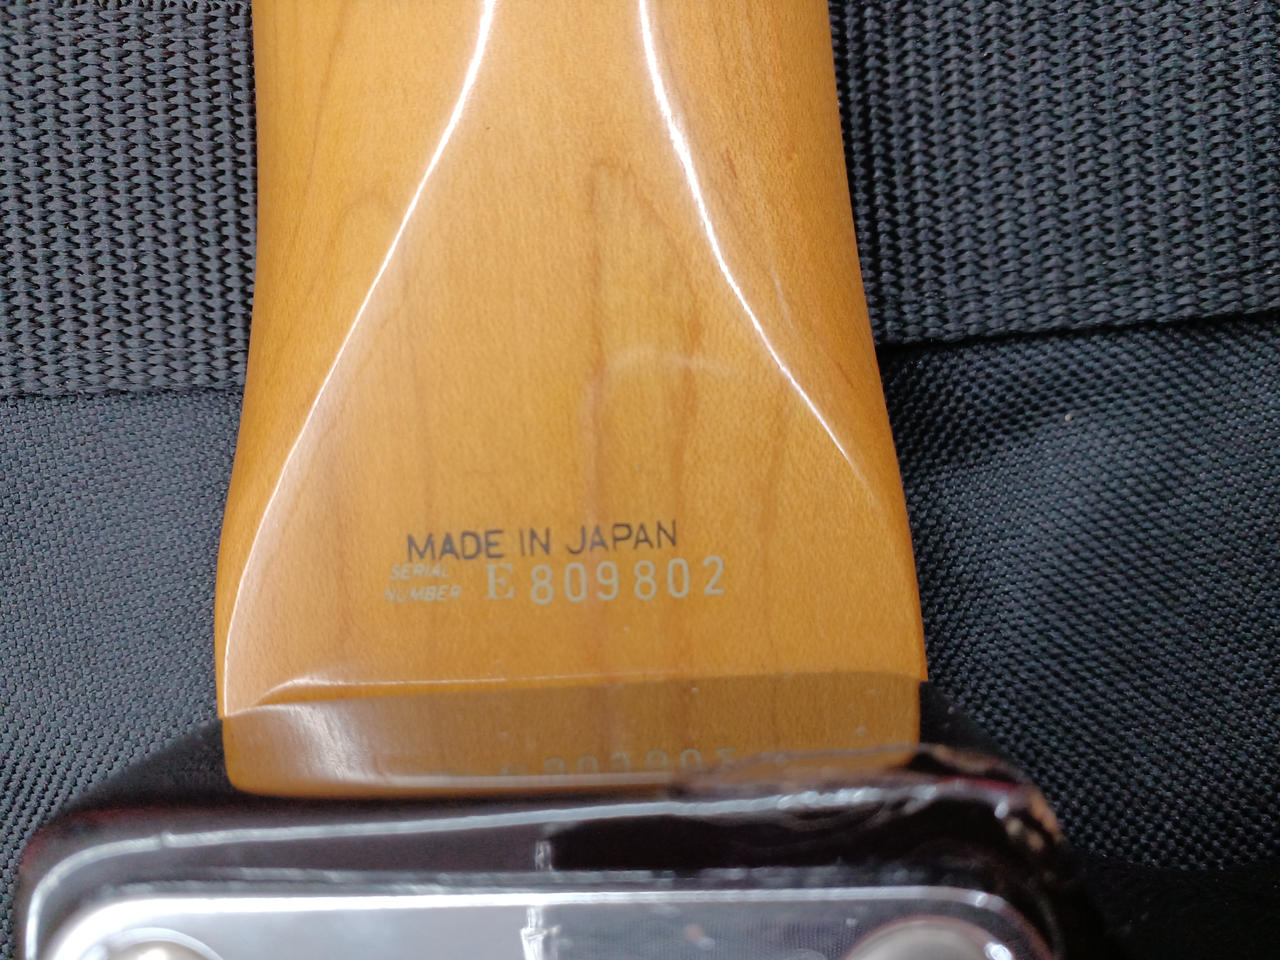 MADE IN JAPAN
SERIAL NUMBER E809802